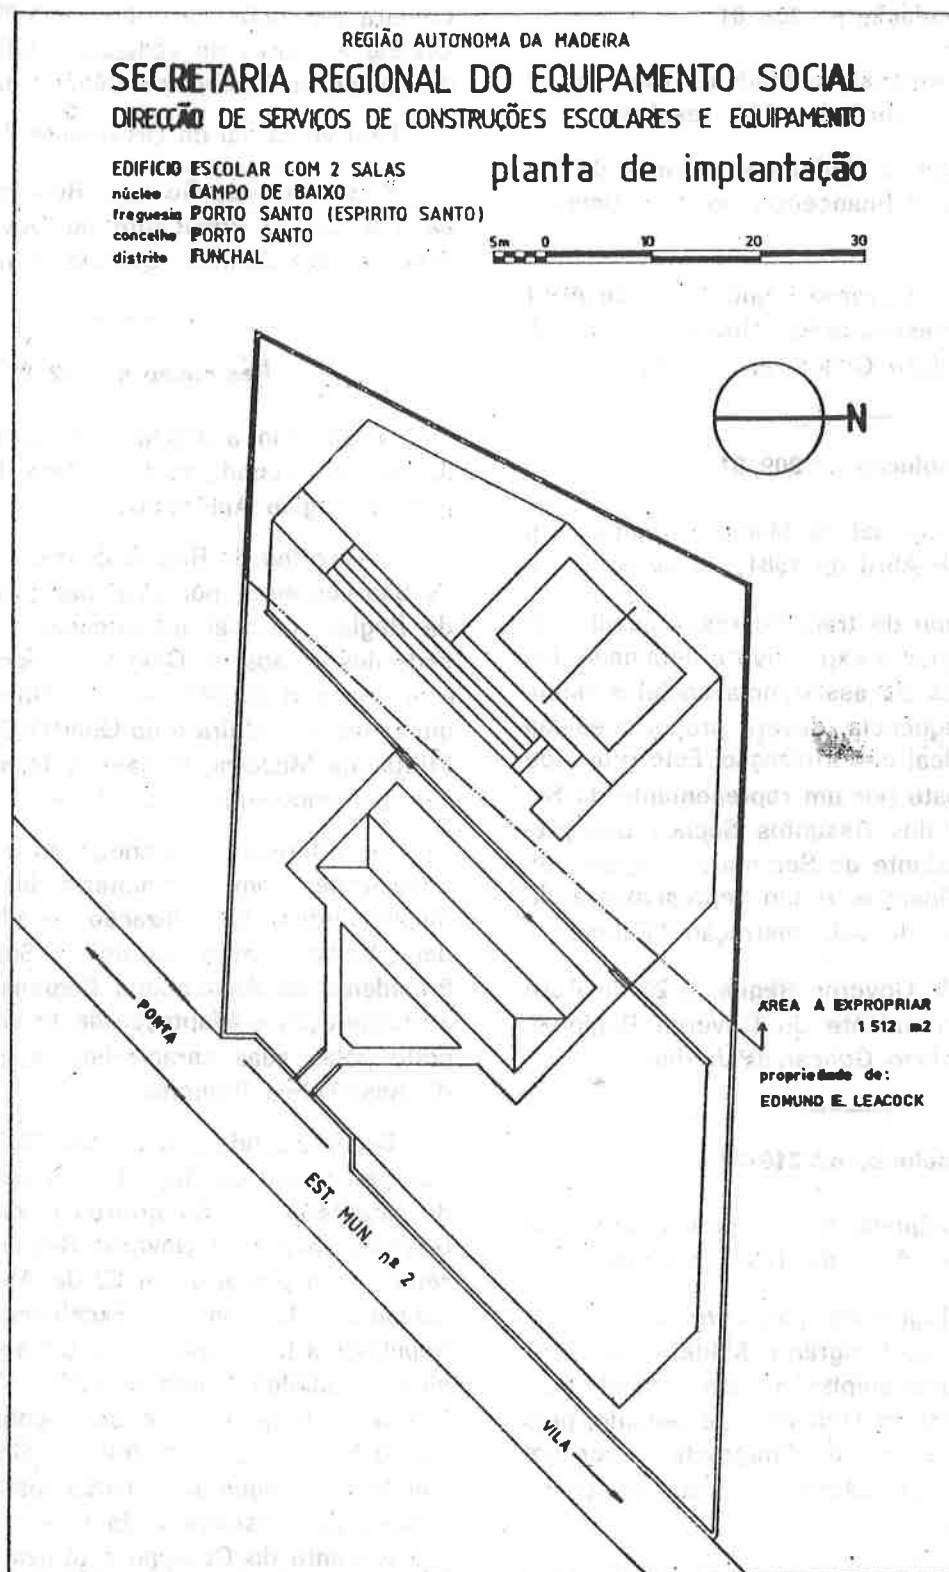 REGIÃO AUTONOMA DA MADEIRA
SECRETARIA REGIONAL DO EQUIPAMENTO SOCIAL
DIRECÇÃO DE SERVIÇOS DE CONSTRUÇÕES ESCOLARES E EQUIPAMENTO
EDIFICIO ESCOLAR COM 2 SALAS
núcleo CAMPO DE BAIXO
freguesia PORTO SANTO (ESPIRITO SANTO)
concelho PORTO SANTO
distrito FUNCHAL
planta de implantação
5m 0 10 20 30
N
PONTA
AREA A EXPROPRIAR
1 512 m2
propriedade de:
EDMUND E. LEACOCK
EST. MUN. nº 2
VILA